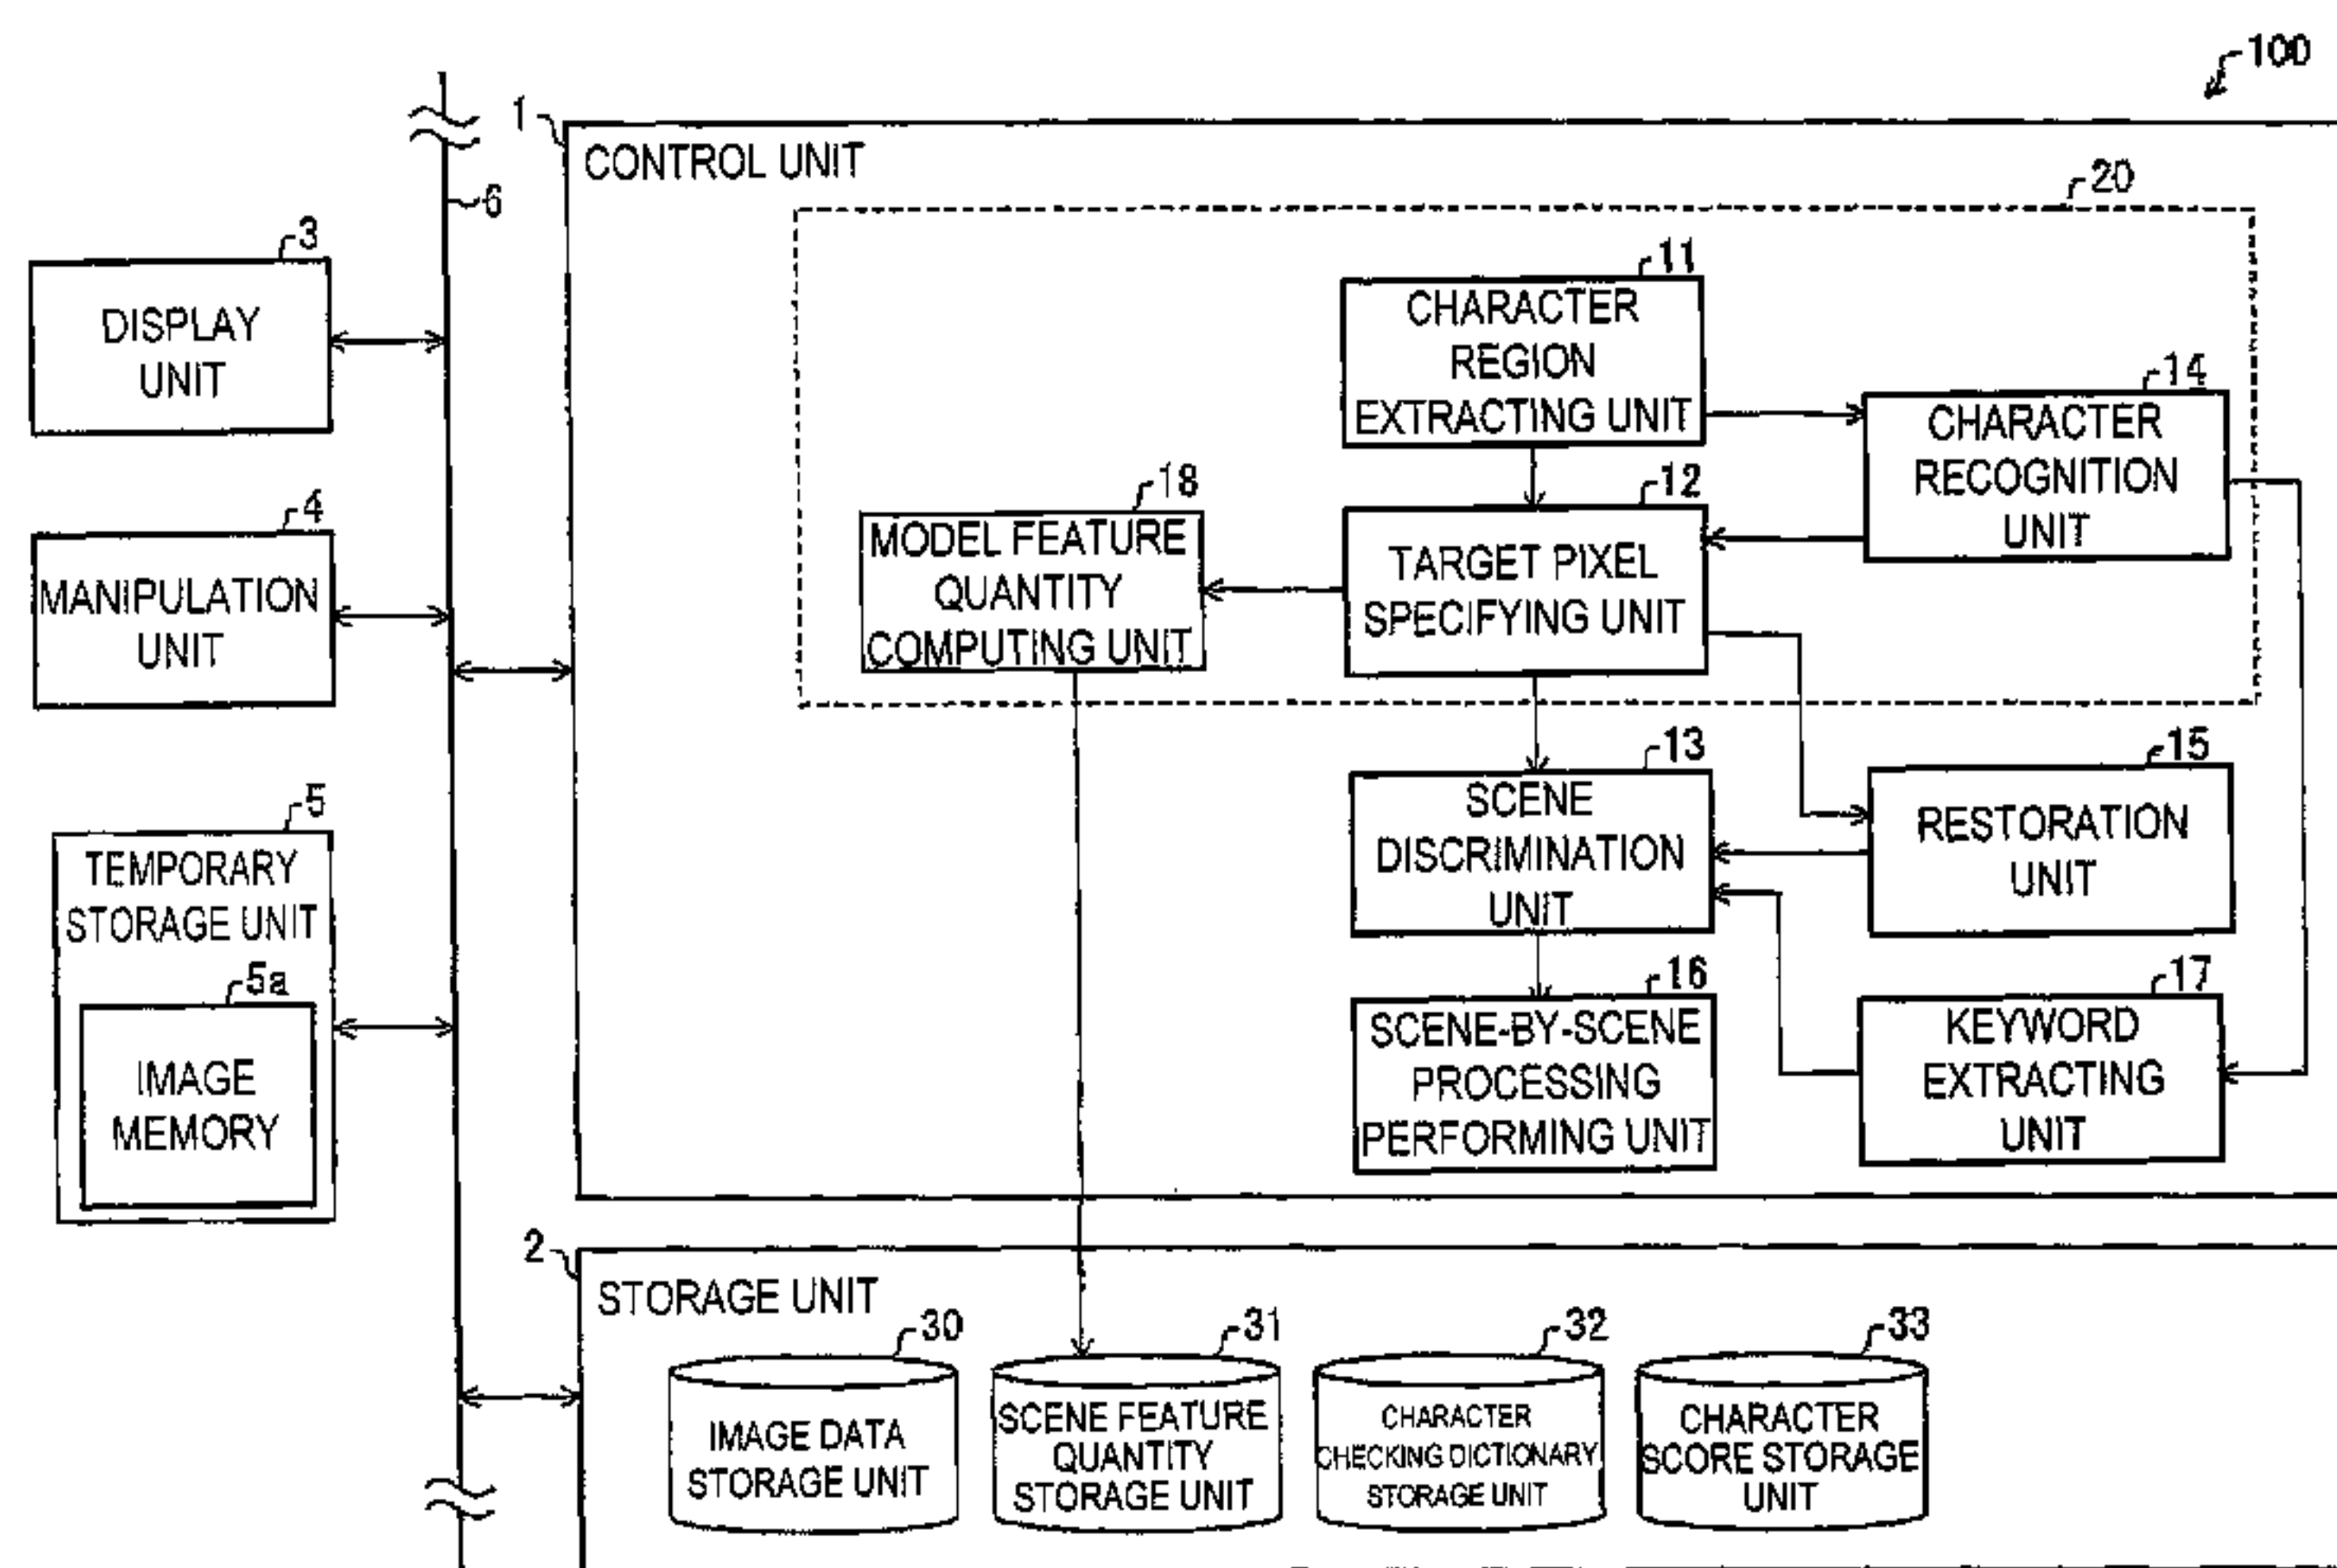 100
1
CONTROL UNIT
6
20
3
DISPLAY
UNIT
11
CHARACTER
REGION
EXTRACTING UNIT
14
CHARACTER
RECOGNITION
UNIT
4
MANIPULATION
UNIT
18
MODEL FEATURE
QUANTITY
COMPUTING UNIT
12
TARGET PIXEL
SPECIFYING UNIT
13
SCENE
DISCRIMINATION
UNIT
15
RESTORATION
UNIT
5
TEMPORARY
STORAGE UNIT
5a
IMAGE
MEMORY
16
SCENE-BY-SCENE
PROCESSING
PERFORMING UNIT
17
KEYWORD
EXTRACTING
UNIT
2
STORAGE UNIT
30
IMAGE DATA
STORAGE UNIT
31
SCENE FEATURE
QUANTITY
STORAGE UNIT
32
CHARACTER
CHECKING DICTIONARY
STORAGE UNIT
33
CHARACTER
SCORE STORAGE
UNIT